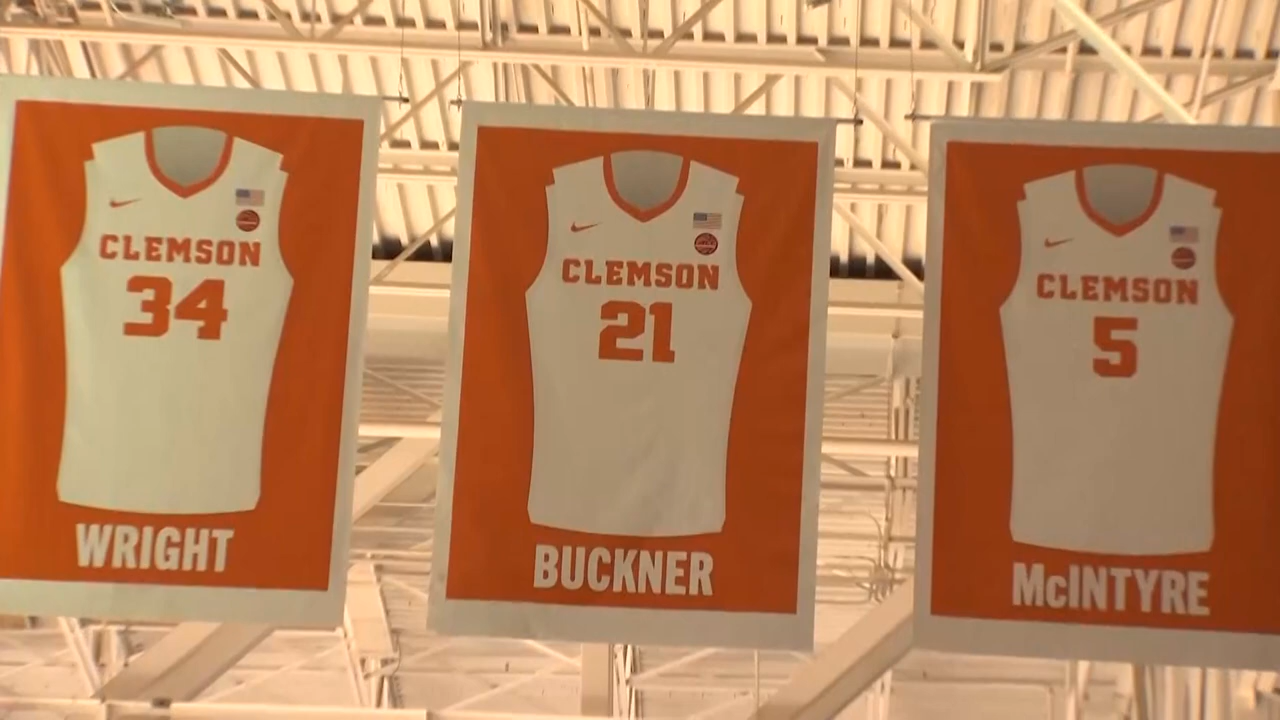 CLEMSON
34
WRIGHT
CLEMSON
21
BUCKNER
CLEMSON
5
McINTYRE